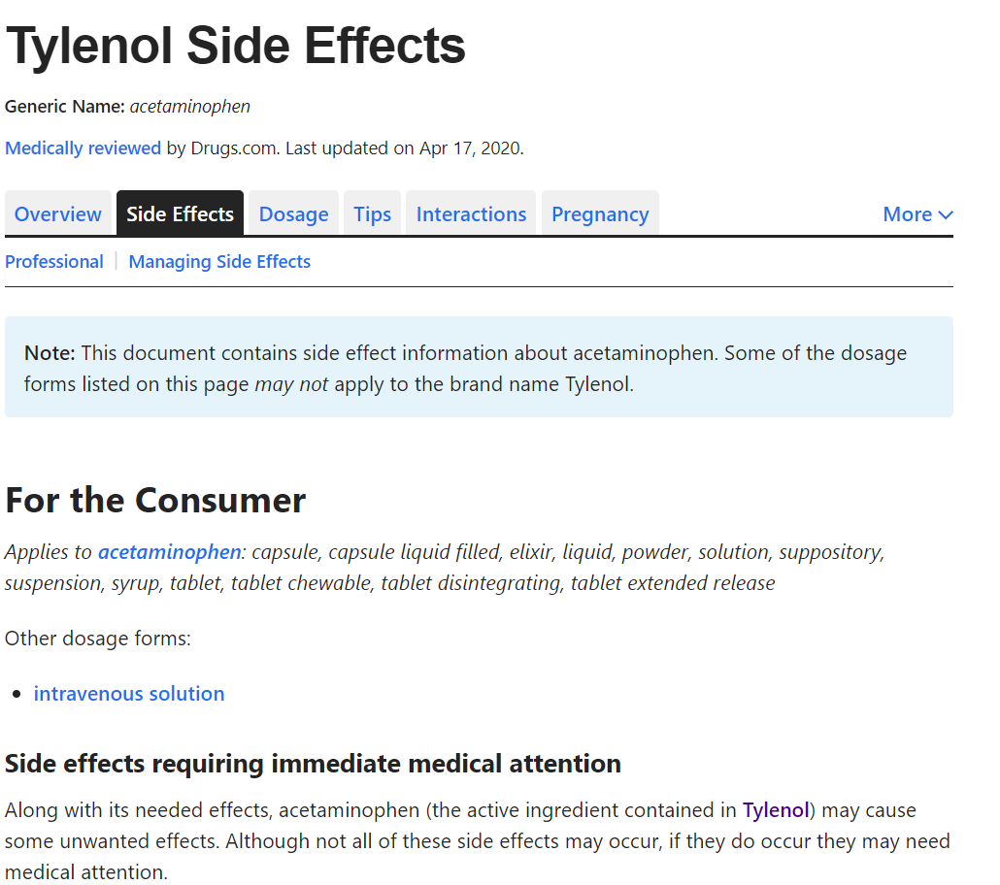 Tylenol Side Effects
Generic Name: acetaminophen
Medically reviewed by Drugs.com. Last updated on Apr 17, 2020.
Overview Side Effects Dosage Tips Interactions Pregnancy More
Professional Managing Side Effects
Note: This document contains side effect information about acetaminophen. Some of the dosage
forms listed on this page may not apply to the brand name Tylenol.
For the Consumer
Applies to acetaminophen: capsule, capsule liquid filled, elixir, liquid, powder, solution, suppository,
suspension, syrup, tablet, tablet chewable, tablet disintegrating, tablet extended release
Other dosage forms:
• intravenous solution
Side effects requiring immediate medical attention
Along with its needed effects, acetaminophen (the active ingredient contained in Tylenol) may cause
some unwanted effects. Although not all of these side effects may occur, if they do occur they may need
medical attention.